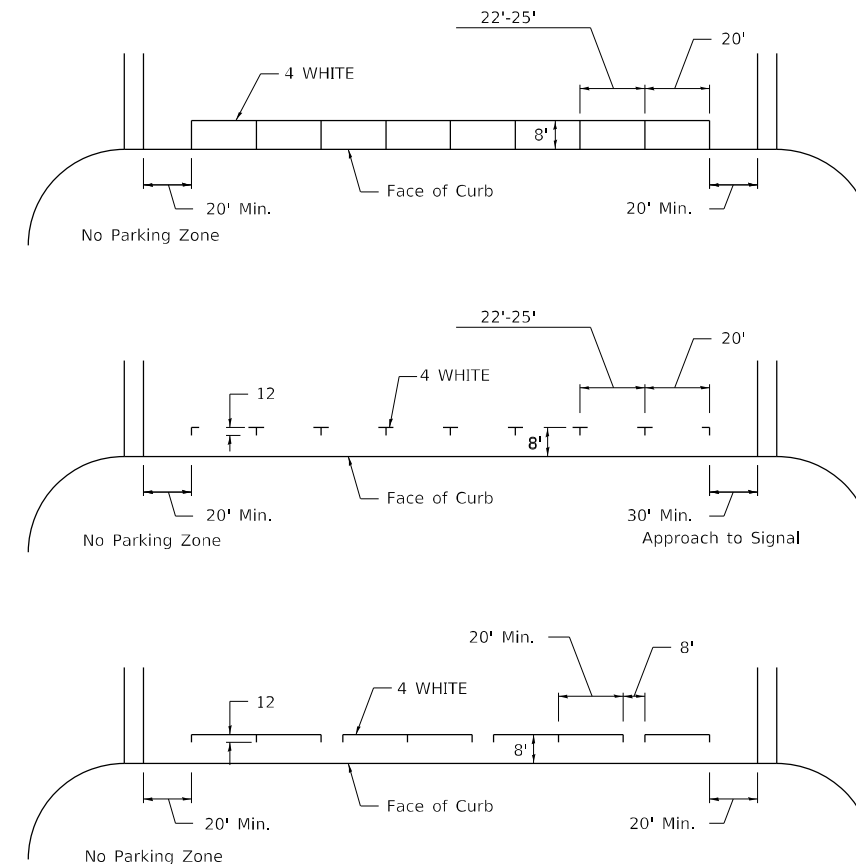 22'-25'
20'
4 WHITE
8'
Face of Curb
20' Min.
20' Min.
No Parking Zone
22'-25'
20'
4 WHITE
12
8'
Face of Curb
20' Min.
30' Min.
No Parking Zone
Approach to Signal
20' Min.
8'
4 WHITE
12
8'
Face of Curb
20' Min.
20' Min.
No Parking Zone